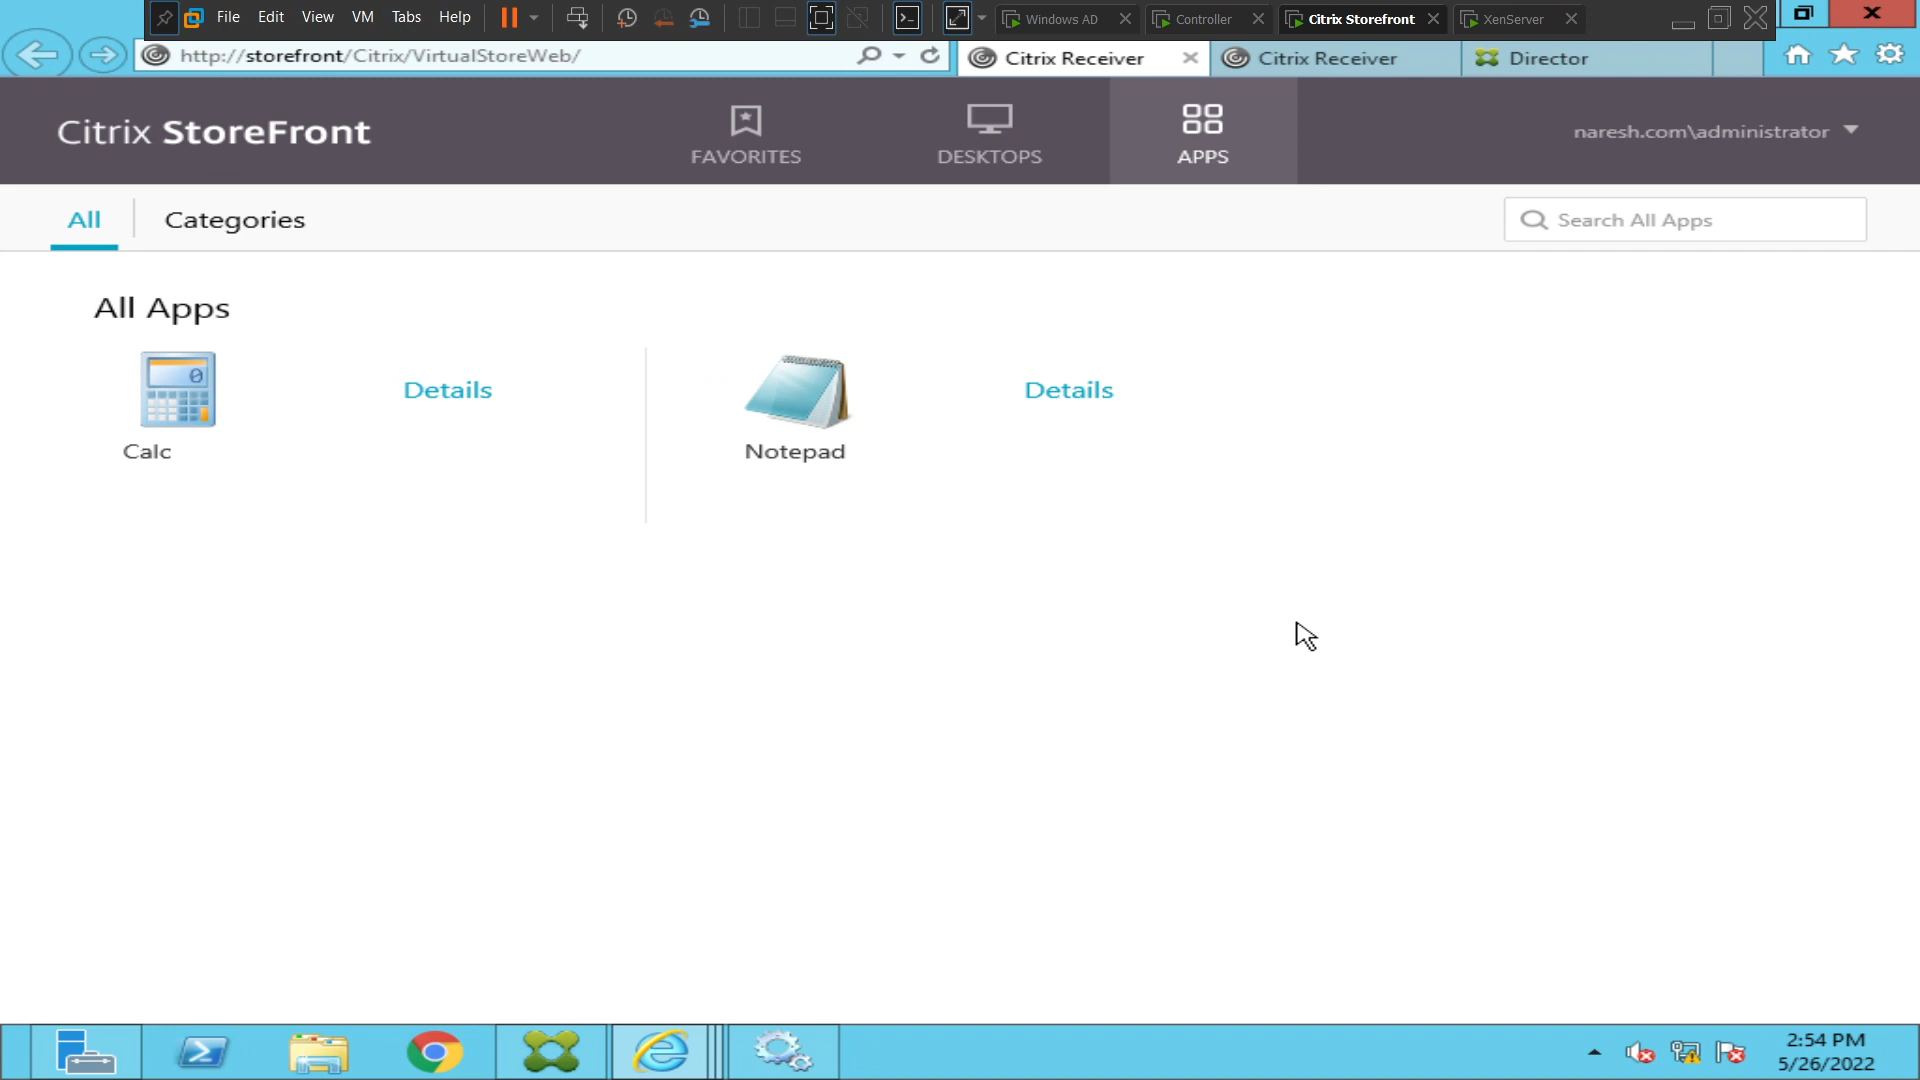 File Edit View VM Tabs Help
Windows AD
Controller
Citrix Storefront
XenServer
http://storefront/Citrix/VirtualStoreWeb/
Citrix Receiver
Citrix Receiver
Director
Citrix StoreFront
FAVORITES
DESKTOPS
APPS
naresh.com\administrator
All
Categories
Search All Apps
All Apps
0
Details
Details
Calc
Notepad
2:54 PM
5/26/2022